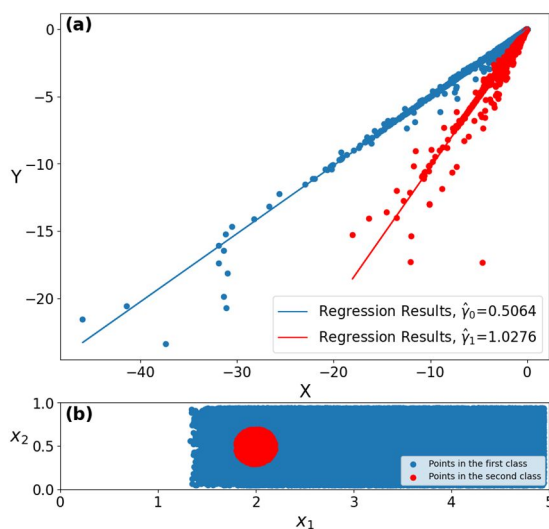 (a)
0
−5
−10
−15
−20
Y
−40 −30 −20 −10 0
X
Regression Results, γ̂₀=0.5064
Regression Results, γ̂₁=1.0276
(b)
1.0
0.5
0.0
x₂
0 1 2 3 4 5
x₁
Points in the first class
Points in the second class